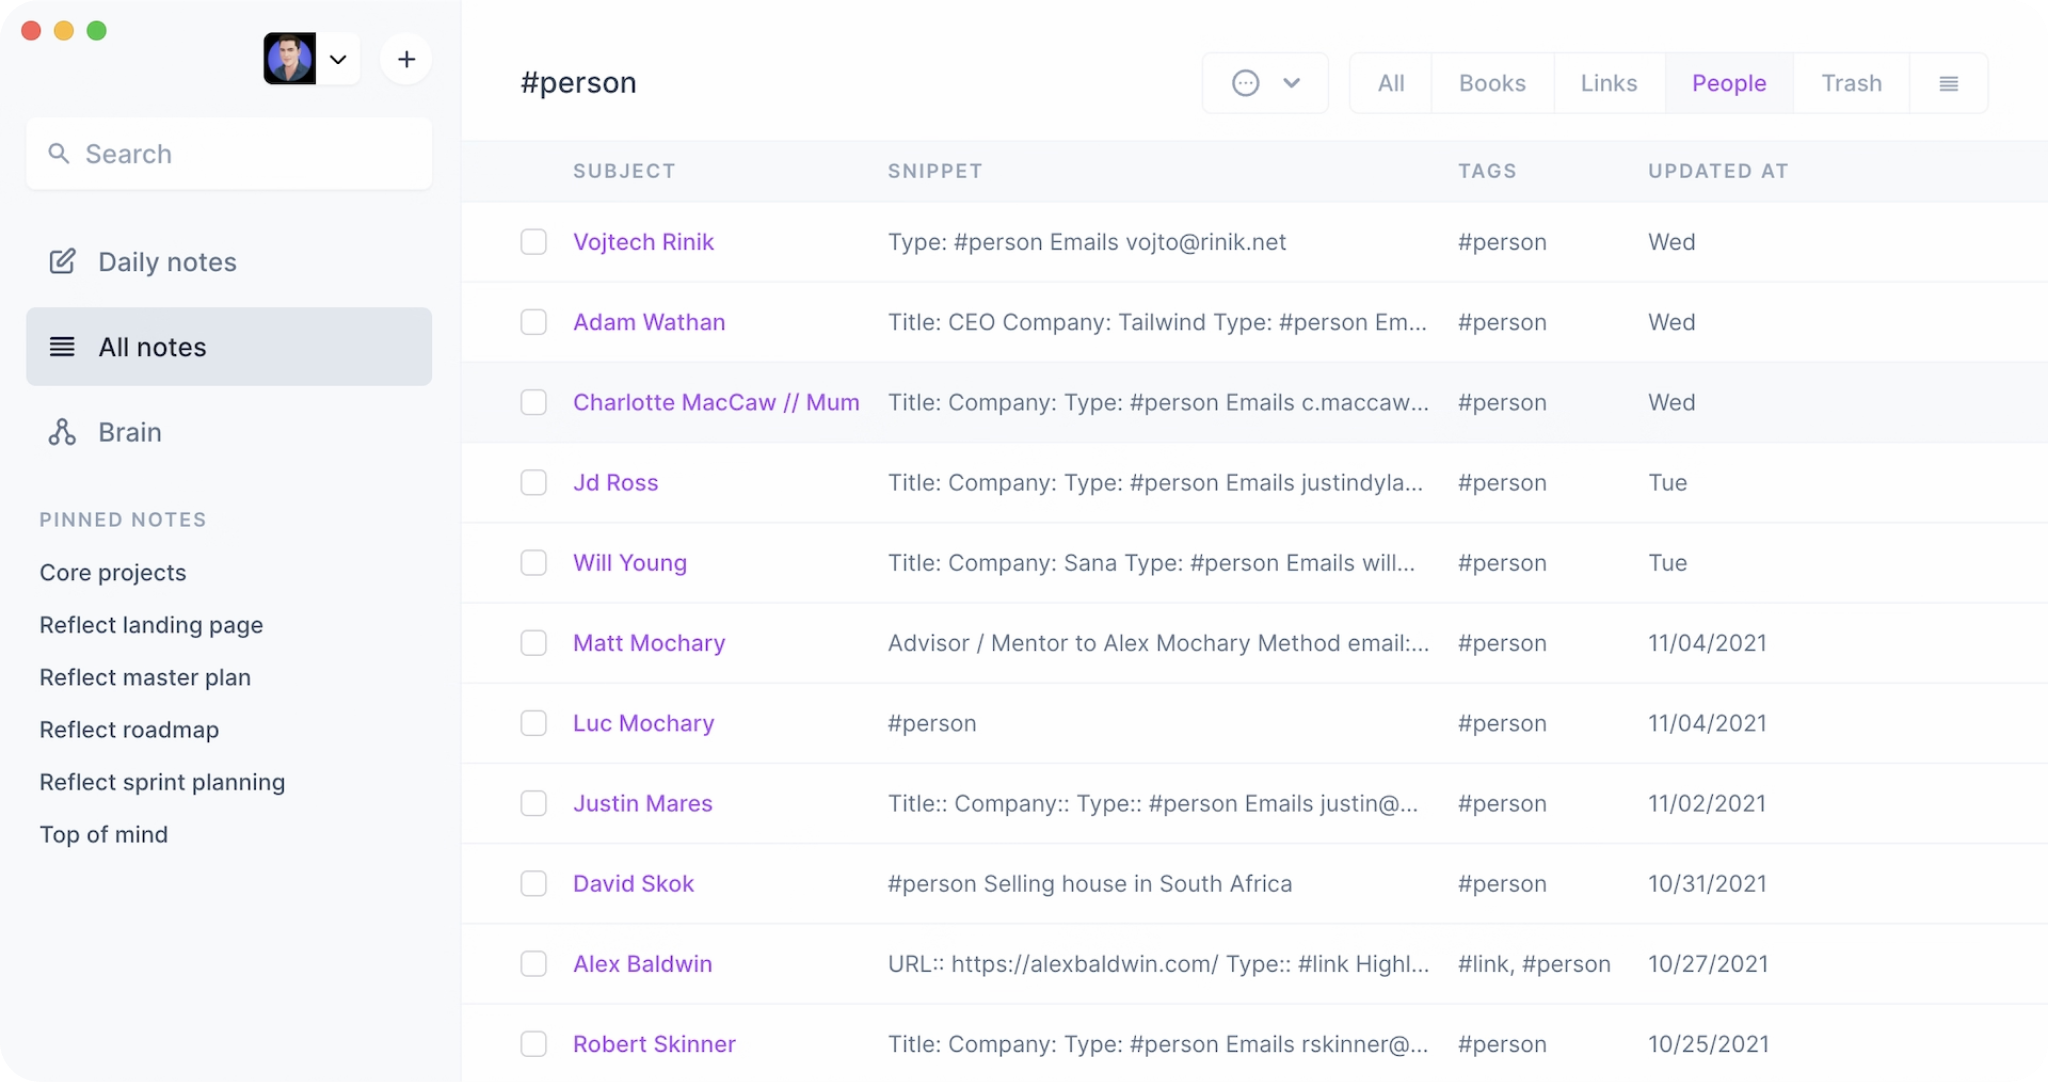 Search
Daily notes
All notes
Brain
PINNED NOTES
Core projects
Reflect landing page
Reflect master plan
Reflect roadmap
Reflect sprint planning
Top of mind
#person
All Books Links People Trash
SUBJECT SNIPPET TAGS UPDATED AT
Vojtech Rinik Type: #person Emails vojto@rinik.net #person Wed
Adam Wathan Title: CEO Company: Tailwind Type: #person Em... #person Wed
Charlotte MacCaw // Mum Title: Company: Type: #person Emails c.maccaw... #person Wed
Jd Ross Title: Company: Type: #person Emails justindyla... #person Tue
Will Young Title: Company: Sana Type: #person Emails will... #person Tue
Matt Mochary Advisor / Mentor to Alex Mochary Method email:... #person 11/04/2021
Luc Mochary #person #person 11/04/2021
Justin Mares Title:: Company:: Type:: #person Emails justin@... #person 11/02/2021
David Skok #person Selling house in South Africa #person 10/31/2021
Alex Baldwin URL:: https://alexbaldwin.com/ Type:: #link Highl... #link, #person 10/27/2021
Robert Skinner Title: Company: Type: #person Emails rskinner@... #person 10/25/2021